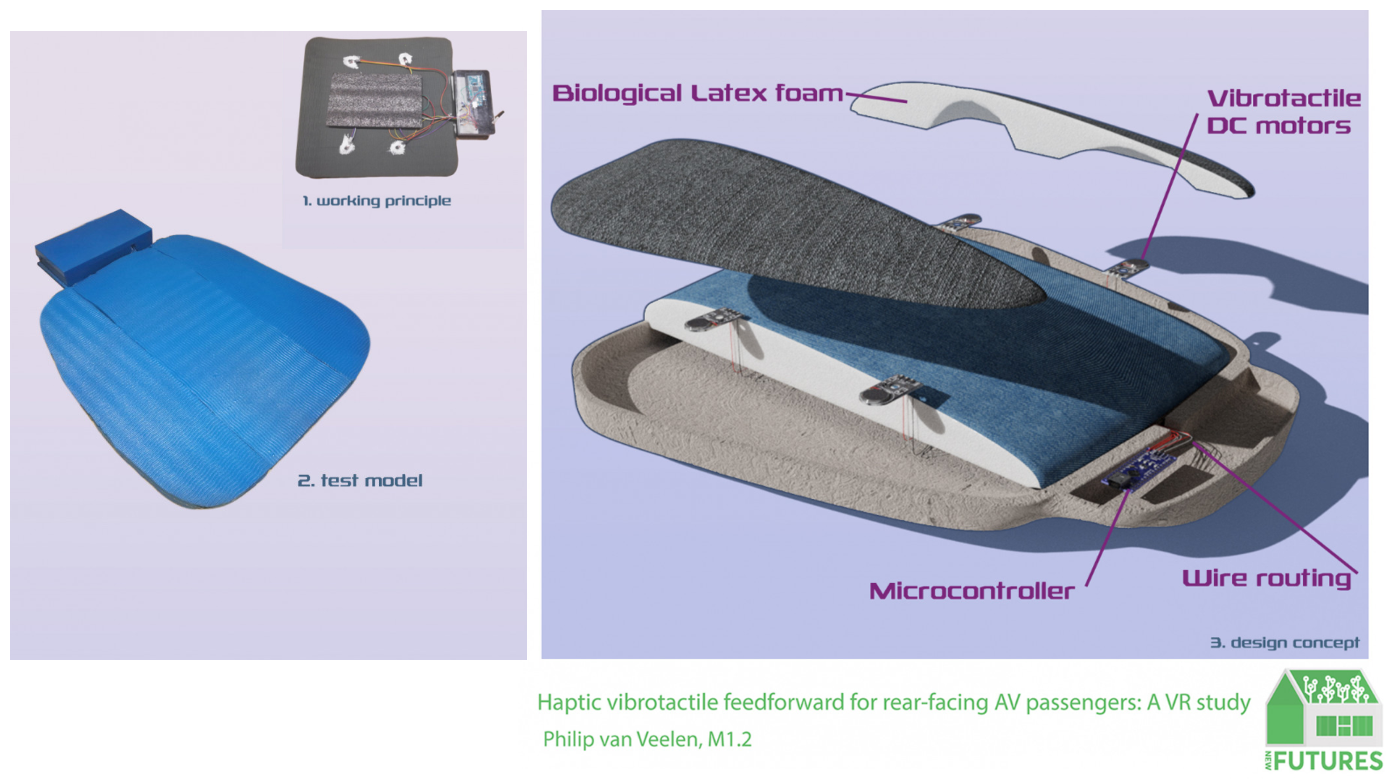 1. working principle
2. test model
Biological Latex foam
Vibrotactile
DC motors
Microcontroller
Wire routing
3. design concept
Haptic vibrotactile feedforward for rear-facing AV passengers: A VR study
Philip van Veelen, M1.2
NEW FUTURES